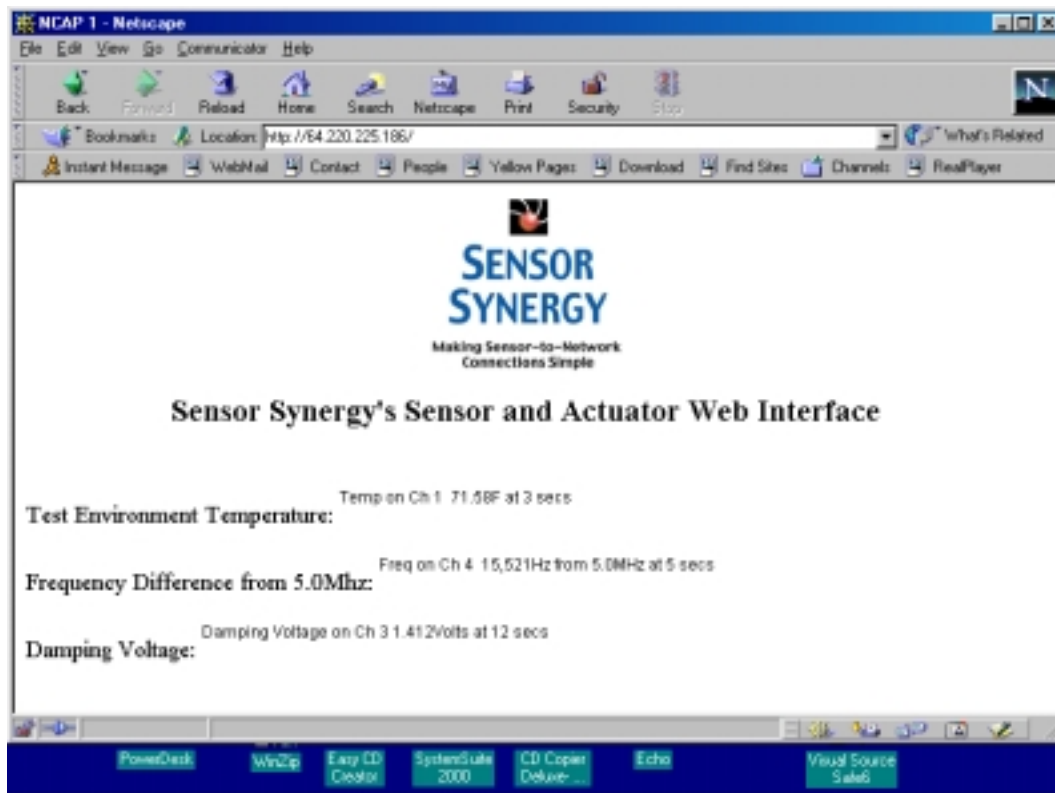 NCAP 1 - Netscape
File Edit View Go Communicator Help
Back Forward Reload Home Search Netscape Print Security Stop
Bookmarks Location: http://64.220.225.186/ What's Related
Instant Message WebMail Contact People Yellow Pages Download Find Sites Channels RealPlayer
N
SENSOR
SYNERGY
Making Sensor-to-Network
Connections Simple
Sensor Synergy's Sensor and Actuator Web Interface
Temp on Ch 1 71.58F at 3 secs
Test Environment Temperature:
Freq on Ch 4 15,521Hz from 5.0MHz at 5 secs
Frequency Difference from 5.0Mhz:
Damping Voltage on Ch 3 1.412Volts at 12 secs
Damping Voltage:
PowerDesk
WinZip
Easy CD
Creator
SystemSuite
2000
CD Copier
Deluxe- ...
Echo
Visual Source
Safe6